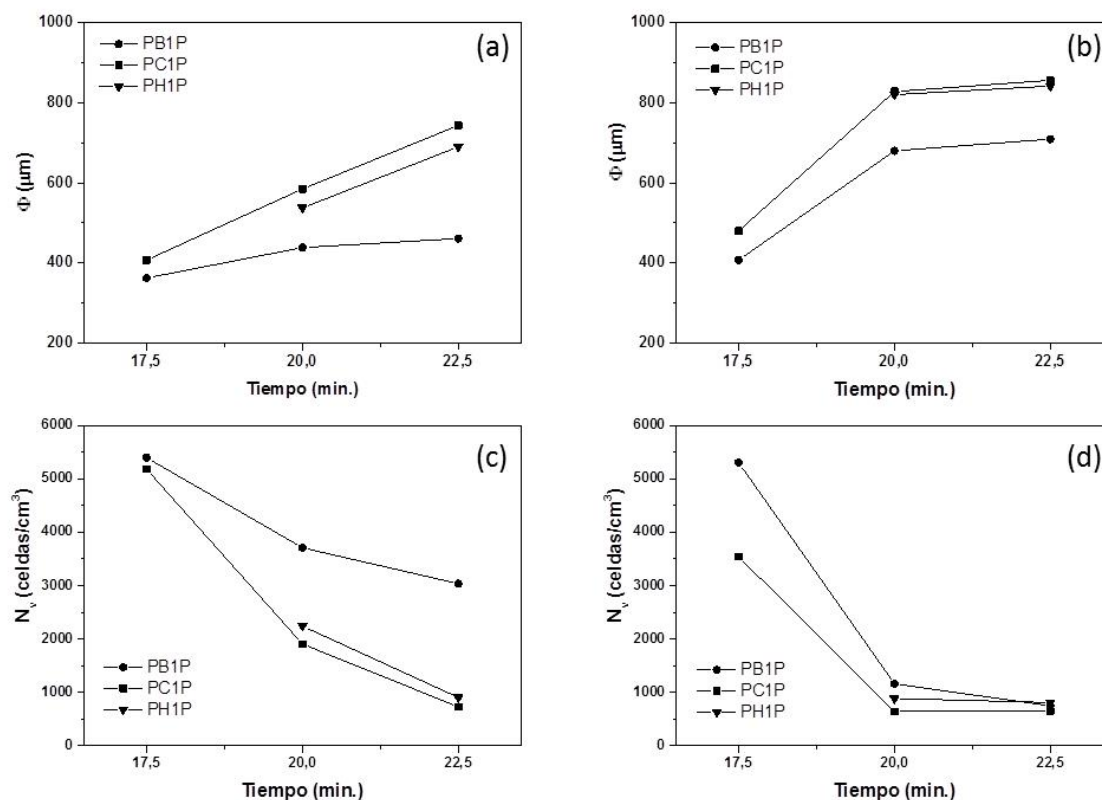 1000
800
600
400
200
Φ (μm)
PB1P
PC1P
PH1P
(a)
17,5
20,0
22,5
Tiempo (min.)
1000
800
600
400
200
Φ (μm)
PB1P
PC1P
PH1P
(b)
17,5
20,0
22,5
Tiempo (min.)
6000
5000
4000
3000
2000
1000
0
Nv (celdas/cm³)
(c)
PB1P
PC1P
PH1P
17,5
20,0
22,5
Tiempo (min.)
6000
5000
4000
3000
2000
1000
0
Nv (celdas/cm³)
(d)
PB1P
PC1P
PH1P
17,5
20,0
22,5
Tiempo (min.)